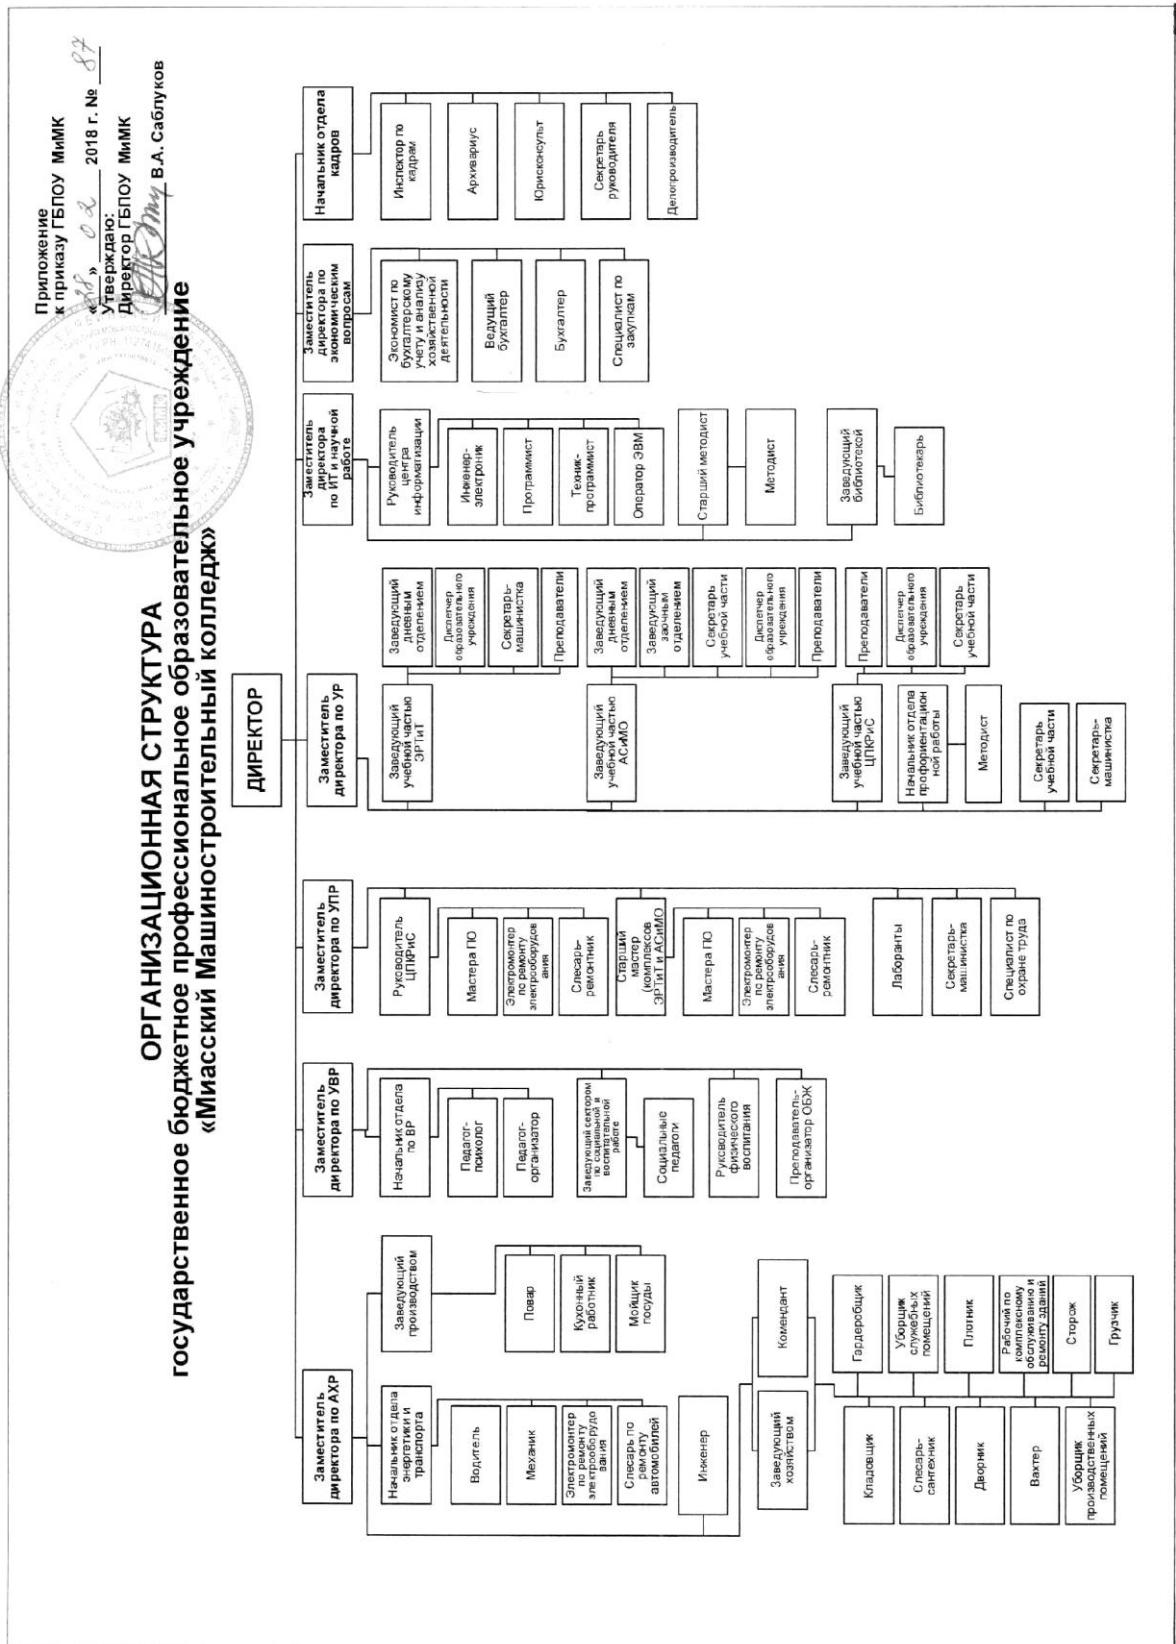 Приложение
к приказу ГБПОУ МиМК
«28» 02 2018 г. № 87
Утверждаю:
Директор ГБПОУ МиМК
В.А. Саблуков
ОРГАНИЗАЦИОННАЯ СТРУКТУРА
государственное бюджетное профессиональное образовательное учреждение
«Миасский Машиностроительный колледж»
ДИРЕКТОР
Заместитель
директора по АХР
Начальник отдела
энергетики и
транспорта
Водитель
Механик
Электромонтер
по ремонту
электрооборудо
вания
Слесарь по
ремонту
автомобилей
Заведующий
производством
Повар
Кухонный
работник
Мойщик
посуды
Инженер
Заведующий
хозяйством
Комендант
Кладовщик
Слесарь-
сантехник
Дворник
Вахтер
Уборщик
производственных
помещений
Гардеробщик
Уборщик
служебных
помещений
Плотник
Рабочий по
комплексному
обслуживанию и
ремонту зданий
Сторож
Грузчик
Заместитель
директора по УВР
Начальник отдела
по ВР
Педагог-
психолог
Педагог-
организатор
Заведующий сектором
по социальной и
воспитательной
работе
Социальные
педагоги
Руководитель
физического
воспитания
Преподаватель-
организатор ОБЖ
Заместитель
директора по УПР
Руководитель
ЦПКРиС
Мастера ПО
Электромонтер
по ремонту
электрооборудов
ания
Слесарь-
ремонтник
Старший
мастер
(комплексов
ЭРТиТ и АСиМО
Мастера ПО
Электромонтер
по ремонту
электрооборудов
ания
Слесарь-
ремонтник
Лаборанты
Секретарь-
машинистка
Специалист по
охране труда
Заместитель
директора по УР
Заведующий
учебной частью
ЭРТиТ
Заведующий
дневным
отделением
Диспетчер
образовательного
учреждения
Секретарь-
машинистка
Преподаватели
Заведующий
учебной частью
АСиМО
Заведующий
дневным
отделением
Заведующий
заочным
отделением
Секретарь
учебной части
Диспетчер
образовательного
учреждения
Преподаватели
Заведующий
учебной частью
ЦПКРиС
Преподаватели
Диспетчер
образовательного
учреждения
Секретарь
учебной части
Начальник отдела
профориентацион
ной работы
Методист
Секретарь
учебной части
Секретарь-
машинистка
Заместитель
директора
по ИТ и научной
работе
Руководитель
центра
информатизации
Инженер-
электроник
Программист
Техник-
программист
Оператор ЭВМ
Старший методист
Методист
Заведующий
библиотекой
Библиотекарь
Заместитель
директора по
экономическим
вопросам
Экономист по
бухгалтерскому
учету и анализу
хозяйственной
деятельности
Ведущий
бухгалтер
Бухгалтер
Специалист по
закупкам
Начальник отдела
кадров
Инспектор по
кадрам
Архивариус
Юрисконсульт
Секретарь
руководителя
Делопроизводитель